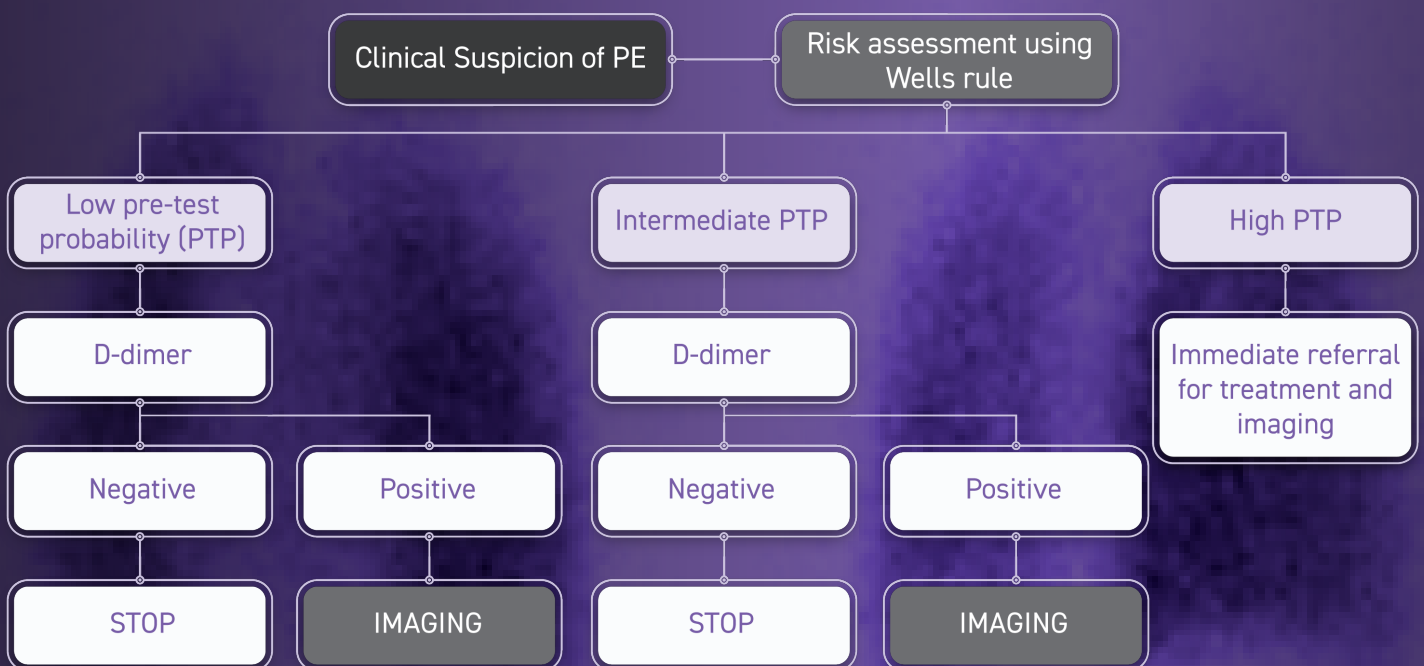 Clinical Suspicion of PE
Risk assessment using
Wells rule
Low pre-test
probability (PTP)
Intermediate PTP
High PTP
D-dimer
D-dimer
Immediate referral
for treatment and
imaging
Negative
Positive
Negative
Positive
STOP
IMAGING
STOP
IMAGING